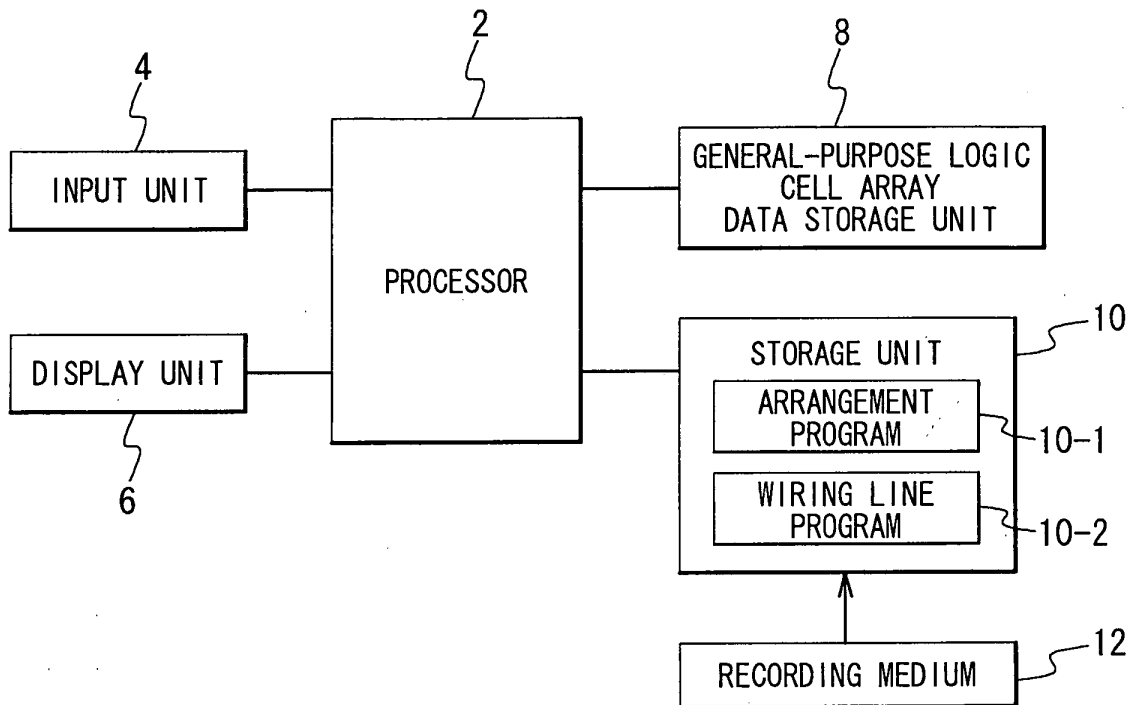 2
4
8
INPUT UNIT
PROCESSOR
GENERAL-PURPOSE LOGIC
CELL ARRAY
DATA STORAGE UNIT
DISPLAY UNIT
6
10
STORAGE UNIT
ARRANGEMENT
PROGRAM
10-1
WIRING LINE
PROGRAM
10-2
RECORDING MEDIUM
12